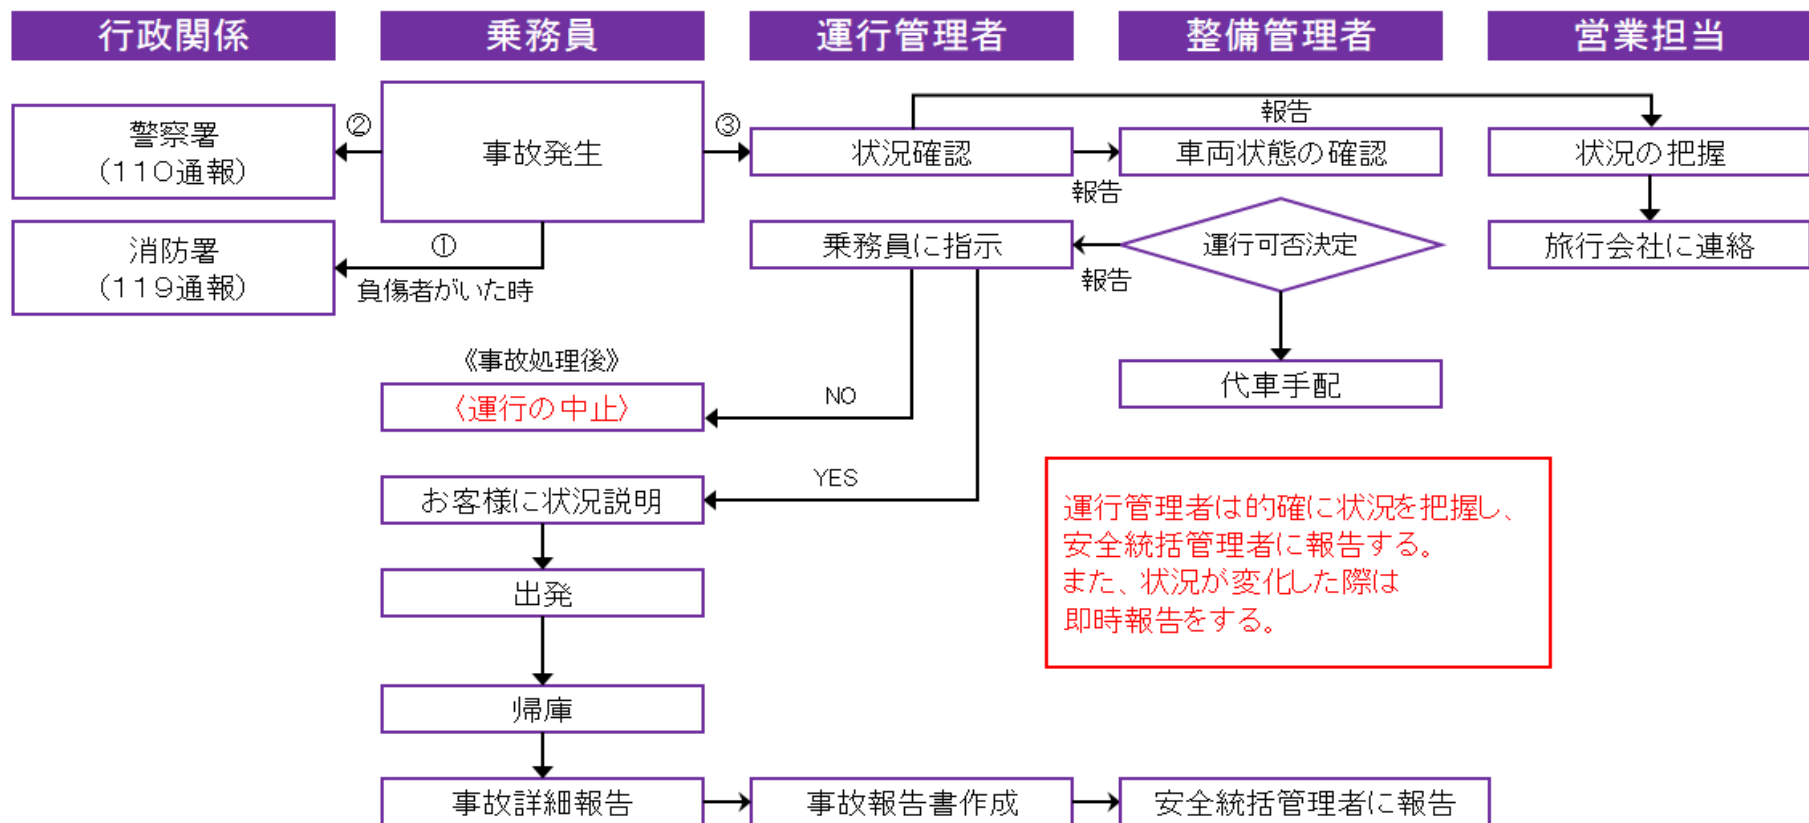 行政関係
乗務員
運行管理者
整備管理者
営業担当
警察署
(110通報)
②
事故発生
③
状況確認
報告
車両状態の確認
報告
状況の把握
消防署
(119通報)
①
負傷者がいた時
乗務員に指示
報告
運行可否決定
旅行会社に連絡
《事故処理後》
〈運行の中止〉
NO
代車手配
お客様に状況説明
YES
運行管理者は的確に状況を把握し、
安全統括管理者に報告する。
また、状況が変化した際は
即時報告をする。
出発
帰庫
事故詳細報告
事故報告書作成
安全統括管理者に報告